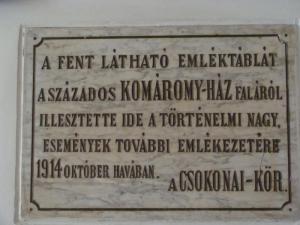 A FENT LÁTHATÓ EMLÉKTÁBLÁT
A SZÁZADOS KOMÁROMY-HÁZ FALÁRÓL
ILLESZTETTE IDE A TÖRTÉNELMI NAGY,
ESEMÉNYEK TOVÁBBI EMLÉKEZETÉRE
1914 OKTÓBER HAVÁBAN. A CSOKONAI-KÖR.